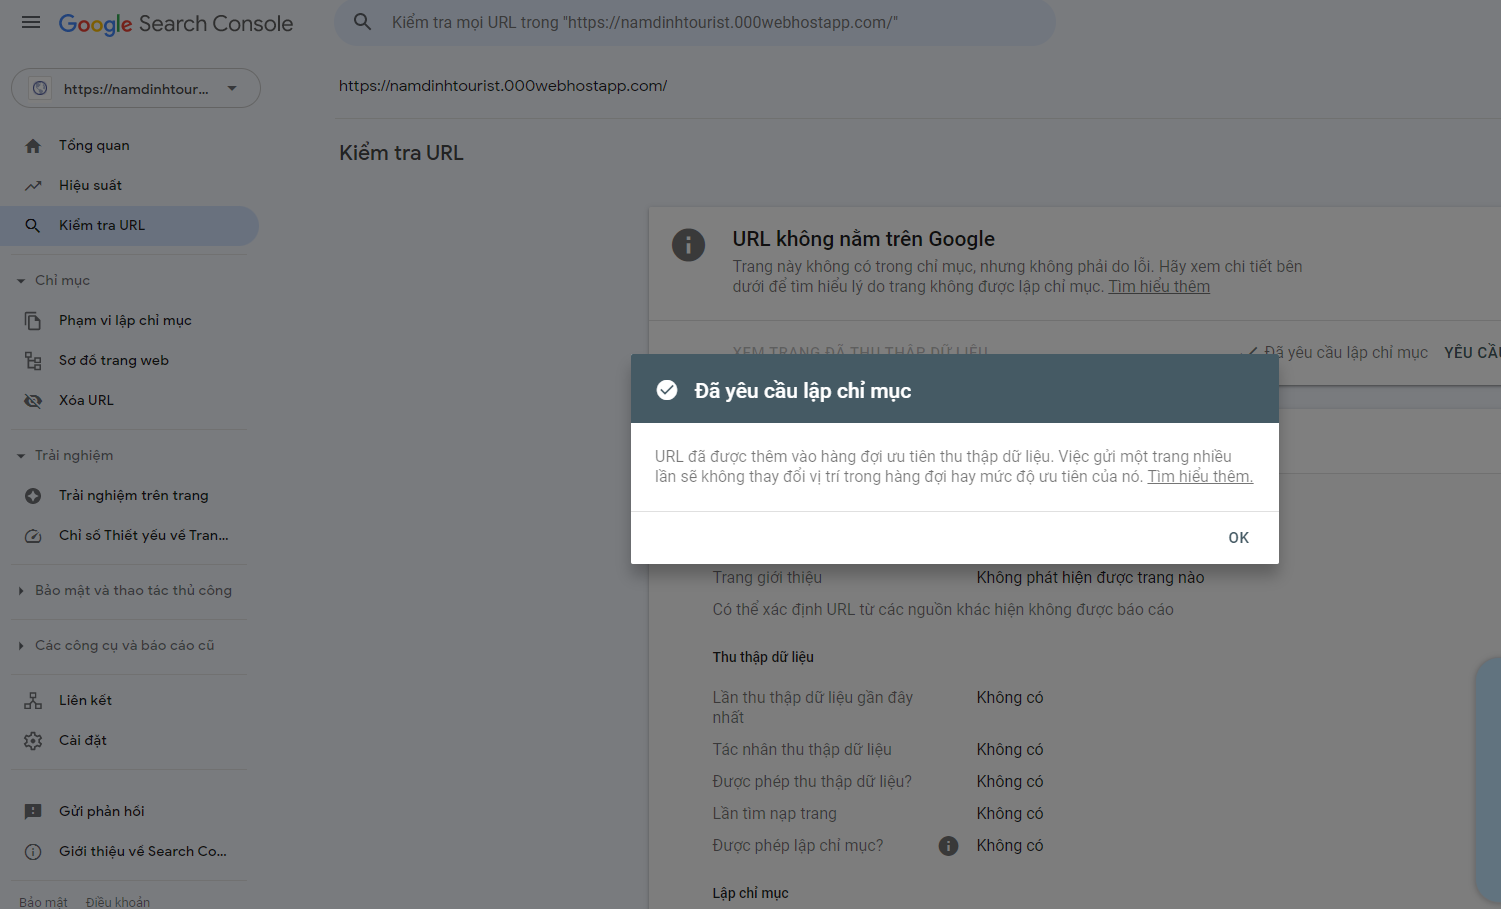 Google Search Console
Kiểm tra mọi URL trong "https://namdinhtourist.000webhostapp.com/"
https://namdinhtour...
https://namdinhtourist.000webhostapp.com/
Tổng quan
Hiệu suất
Kiểm tra URL
Chỉ mục
Phạm vi lập chỉ mục
Sơ đồ trang web
Xóa URL
Trải nghiệm
Trải nghiệm trên trang
Chỉ số Thiết yếu về Tran...
Bảo mật và thao tác thủ công
Các công cụ và báo cáo cũ
Liên kết
Cài đặt
Gửi phản hồi
Giới thiệu về Search Co...
Bảo mật Điều khoản
Kiểm tra URL
URL không nằm trên Google
Trang này không có trong chỉ mục, nhưng không phải do lỗi. Hãy xem chi tiết bên
dưới để tìm hiểu lý do trang không được lập chỉ mục. Tìm hiểu thêm
XEM TRANG ĐÃ THU THẬP DỮ LIỆU
Đã yêu cầu lập chỉ mục YÊU CẦU
Đã yêu cầu lập chỉ mục
URL đã được thêm vào hàng đợi ưu tiên thu thập dữ liệu. Việc gửi một trang nhiều
lần sẽ không thay đổi vị trí trong hàng đợi hay mức độ ưu tiên của nó. Tìm hiểu thêm.
OK
Trang giới thiệu Không phát hiện được trang nào
Có thể xác định URL từ các nguồn khác hiện không được báo cáo
Thu thập dữ liệu
Lần thu thập dữ liệu gần đây
nhất Không có
Tác nhân thu thập dữ liệu Không có
Được phép thu thập dữ liệu? Không có
Lần tìm nạp trang Không có
Được phép lập chỉ mục? Không có
Lập chỉ mục